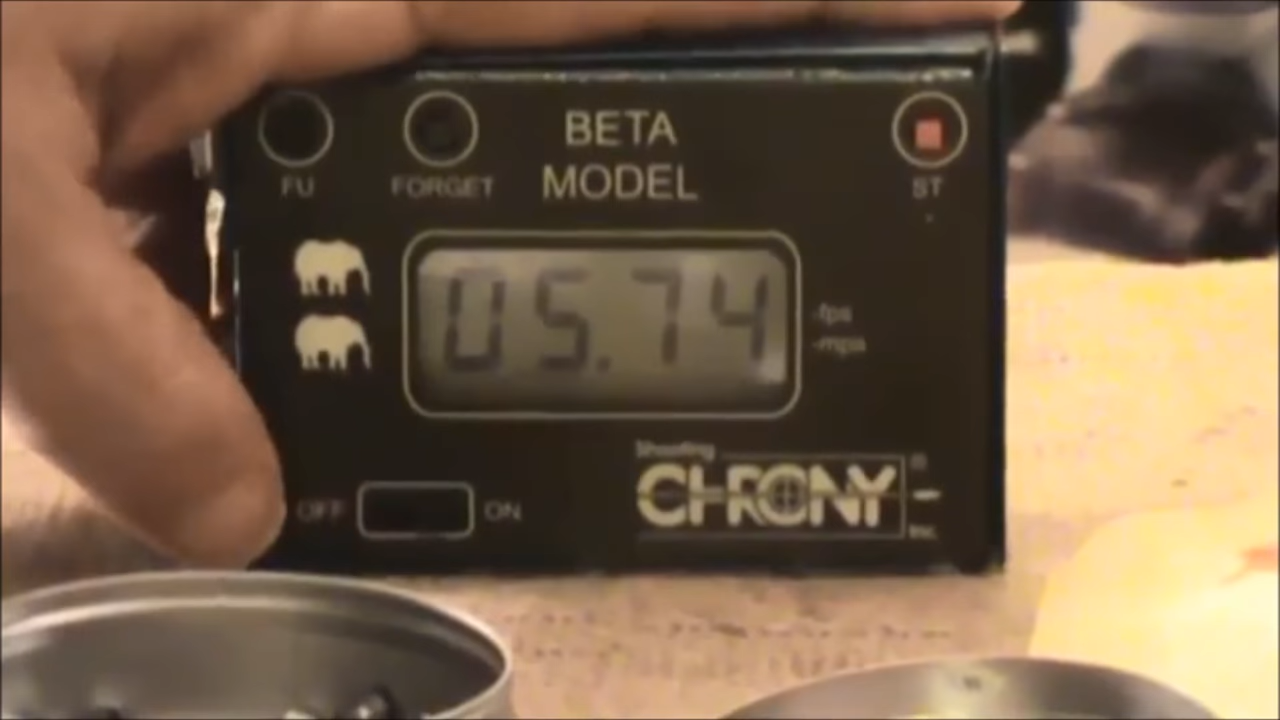 BETA
MODEL
FU FORGET ST
05.74
-fps
-mps
OFF ON
Shooting
CHRONY
Inc.